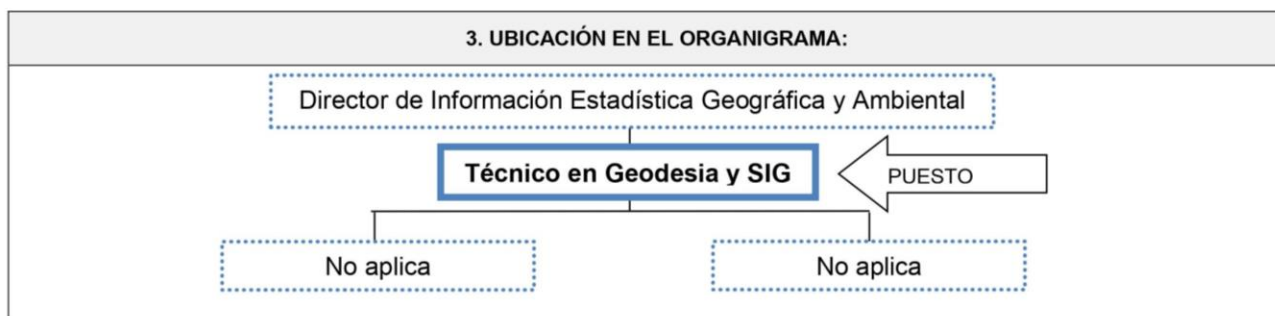 3. UBICACIÓN EN EL ORGANIGRAMA:
Director de Información Estadística Geográfica y Ambiental
Técnico en Geodesia y SIG
PUESTO
No aplica
No aplica